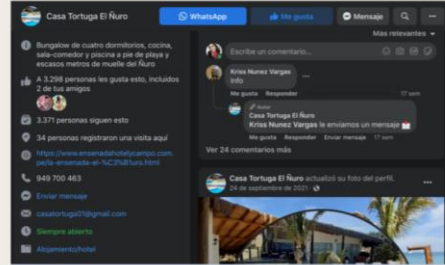 Casa Tortuga El Ñuro
WhatsApp
Me gusta
Mensaje
Bungalow de cuatro dormitorios, cocina,
sala-comedor y piscina a pie de playa y
escasos metros de muelle del Ñuro
A 3.298 personas les gusta esto, incluidos
2 de tus amigos
3.371 personas siguen esto
34 personas registraron una visita aquí
https://www.ensenadahotelycampo.com.
pe/la-ensenada-el-%C3%B1uro.html
949 700 463
Enviar mensaje
casatortuga01@gmail.com
Siempre abierto
Alojamiento/hotel
Mas relevantes
Escribe un comentario...
Kriss Nunez Vargas
info
Me gusta Responder 17 sem
Autor
Casa Tortuga El Ñuro
Kriss Nunez Vargas le enviamos un mensaje
Me gusta Responder Enviar mensaje 17 sem
Ver 24 comentarios más
Casa Tortuga El Ñuro actualizó su foto del perfil.
24 de septiembre de 2021 ·